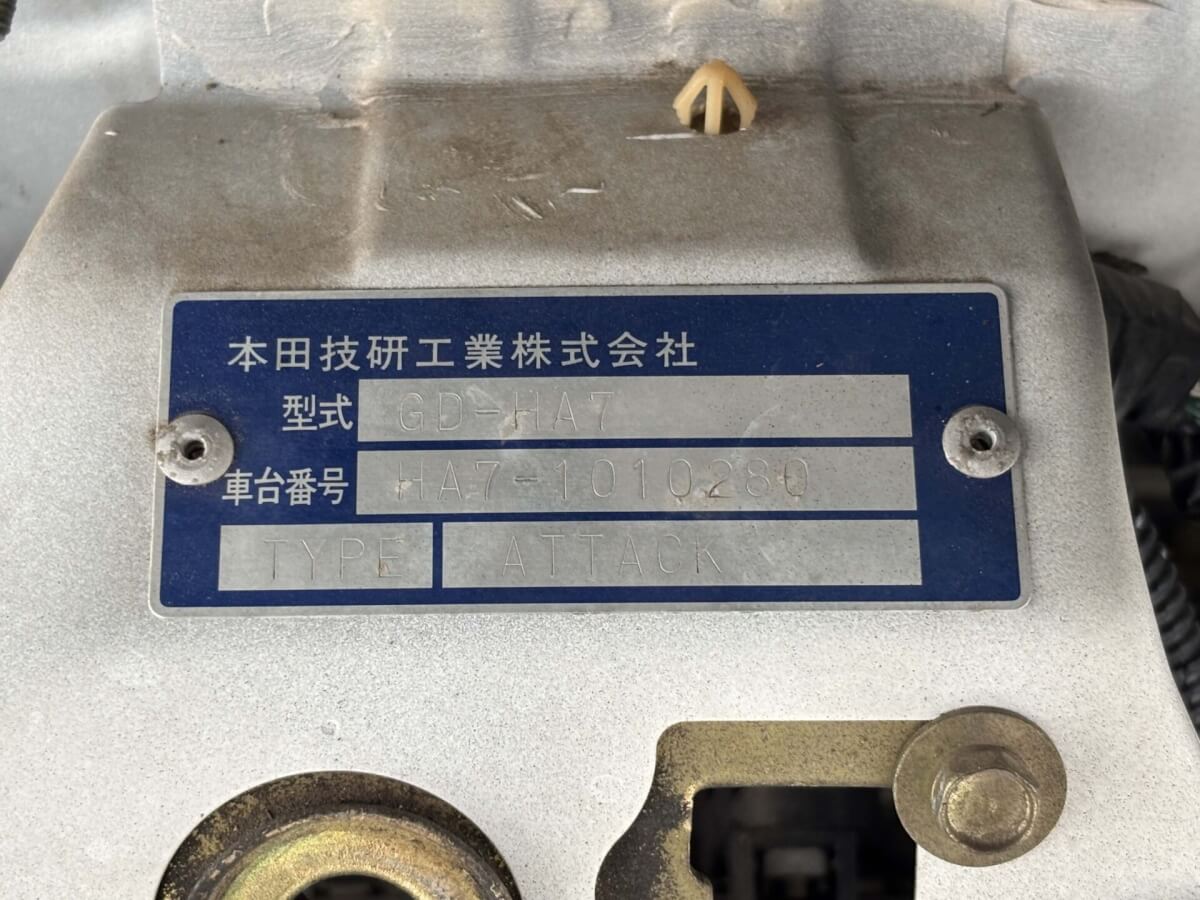 本田技研工業株式会社
型式 GD-HA7
車台番号 HA7-1010280
TYPE ATTACK